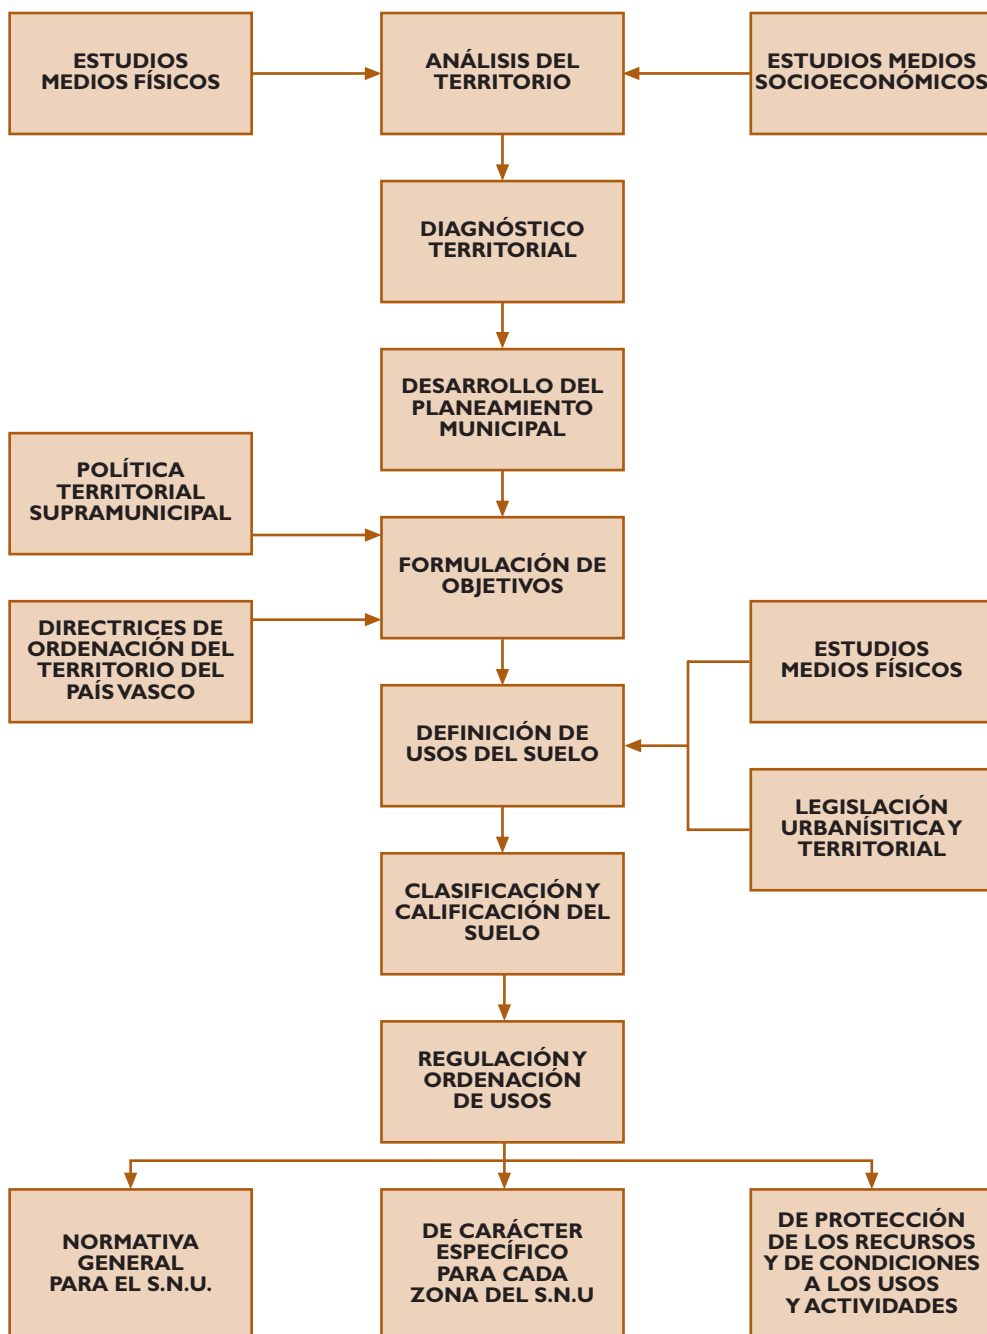 ESTUDIOS
MEDIOS FÍSICOS
ANÁLISIS DEL
TERRITORIO
ESTUDIOS MEDIOS
SOCIOECONÓMICOS
DIAGNÓSTICO
TERRITORIAL
DESARROLLO DEL
PLANEAMIENTO
MUNICIPAL
POLÍTICA
TERRITORIAL
SUPRAMUNICIPAL
FORMULACIÓN DE
OBJETIVOS
DIRECTRICES DE
ORDENACIÓN DEL
TERRITORIO DEL
PAÍS VASCO
ESTUDIOS
MEDIOS FÍSICOS
DEFINICIÓN DE
USOS DEL SUELO
LEGISLACIÓN
URBANÍSITICA Y
TERRITORIAL
CLASIFICACIÓN Y
CALIFICACIÓN DEL
SUELO
REGULACIÓN Y
ORDENACIÓN
DE USOS
NORMATIVA
GENERAL
PARA EL S.N.U.
DE CARÁCTER
ESPECÍFICO
PARA CADA
ZONA DEL S.N.U
DE PROTECCIÓN
DE LOS RECURSOS
Y DE CONDICIONES
A LOS USOS
Y ACTIVIDADES